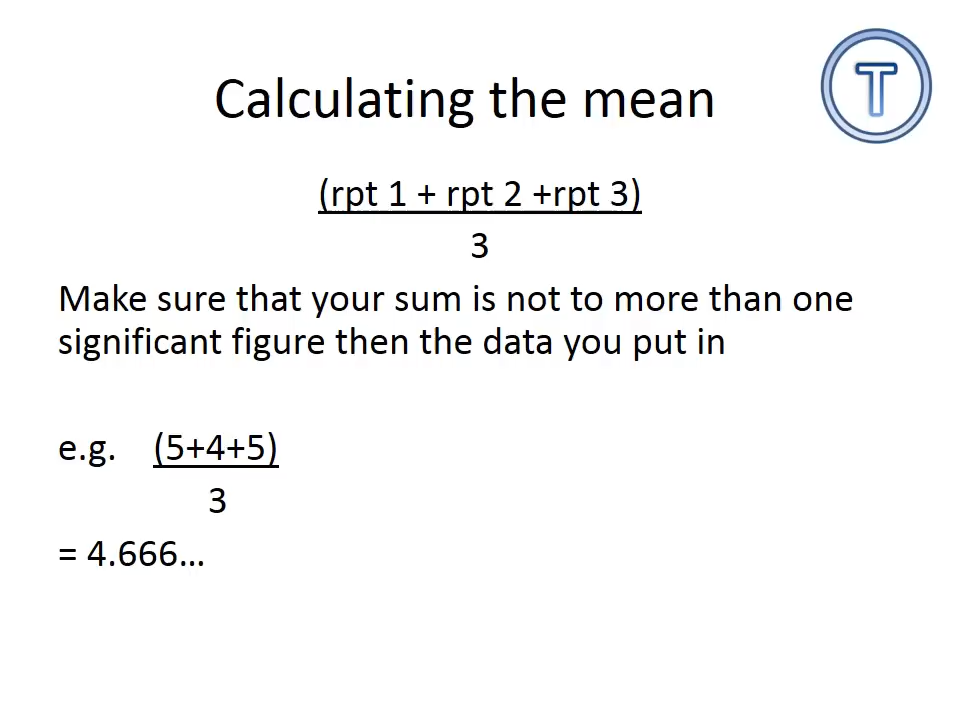 Calculating the mean
T
(rpt 1 + rpt 2 +rpt 3)
3
Make sure that your sum is not to more than one
significant figure then the data you put in
e.g. (5+4+5)
3
= 4.666…